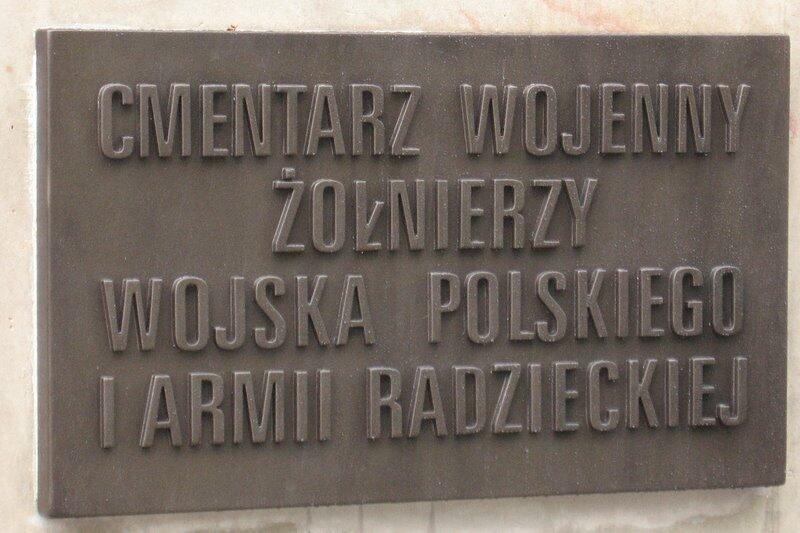 CMENTARZ WOJENNY
ŻOŁNIERZY
WOJSKA POLSKIEGO
I ARMII RADZIECKIEJ